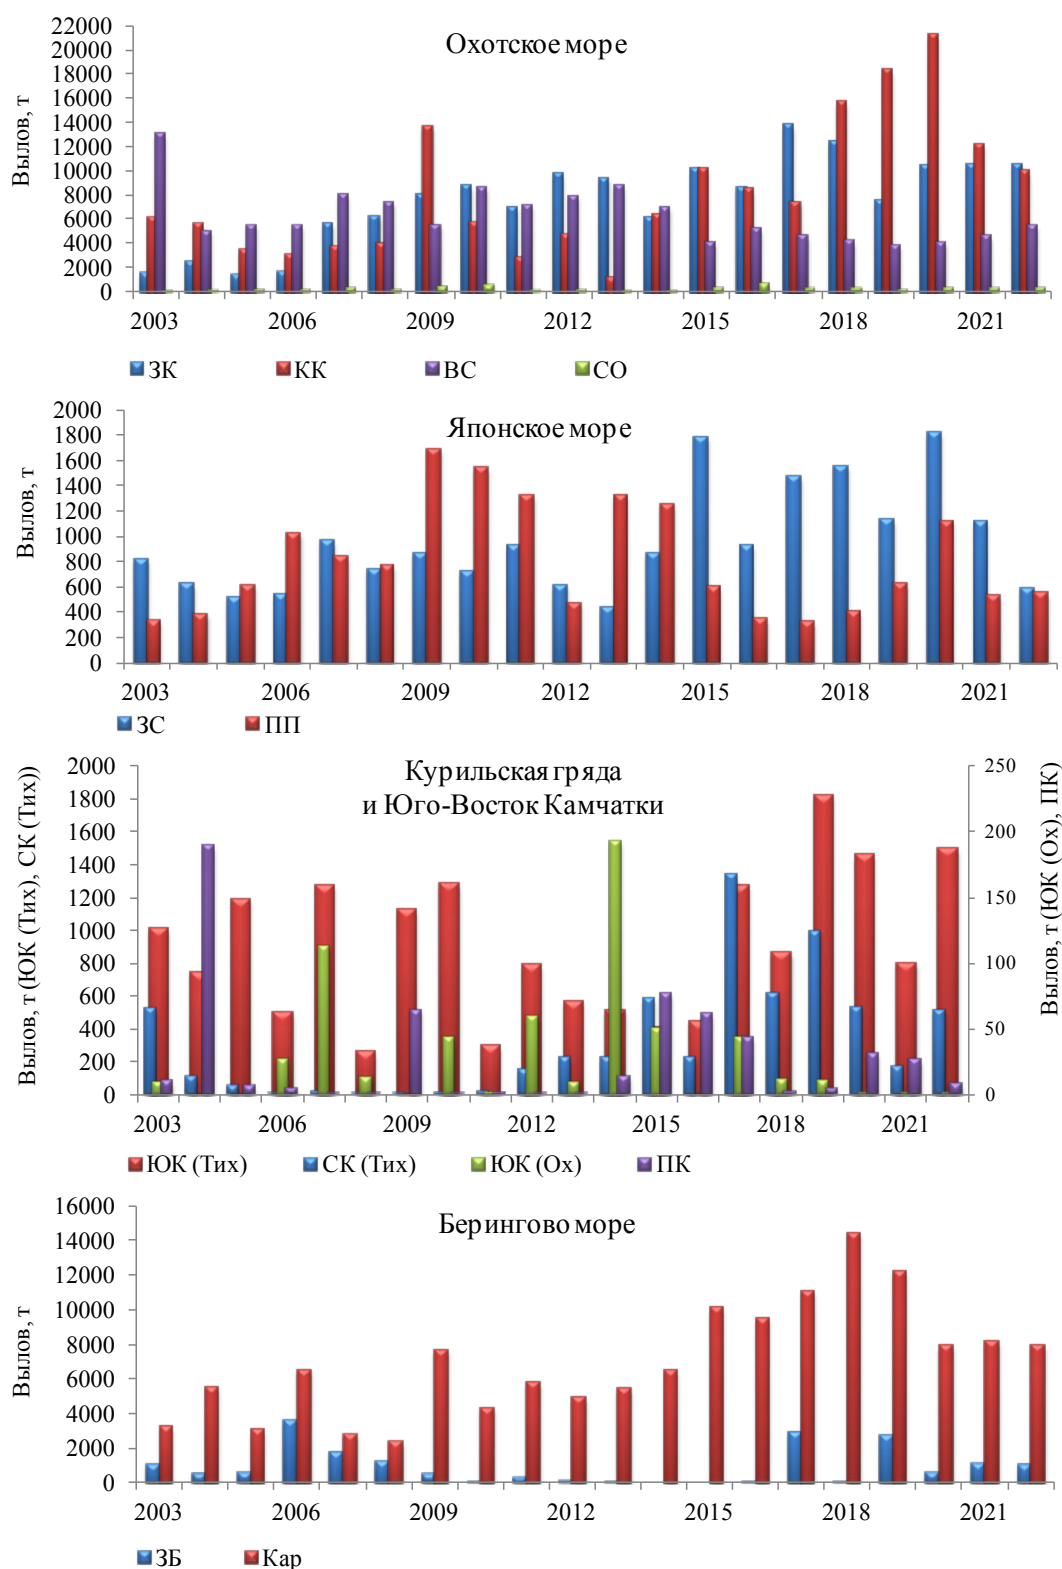 Охотское море
Вылов, т
22000
20000
18000
16000
14000
12000
10000
8000
6000
4000
2000
0
2003 2006 2009 2012 2015 2018 2021
ЗК КК ВС СО
Японское море
Вылов, т
2000
1800
1600
1400
1200
1000
800
600
400
200
0
2003 2006 2009 2012 2015 2018 2021
ЗС ПП
Курильская гряда
и Юго-Восток Камчатки
Вылов, т (ЮК (Тих), СК (Тих))
2000
1800
1600
1400
1200
1000
800
600
400
200
0
250
200
150
100
50
0
Вылов, т (ЮК (Ох), ПК)
2003 2006 2009 2012 2015 2018 2021
ЮК (Тих) СК (Тих) ЮК (Ох) ПК
Берингово море
Вылов, т
16000
14000
12000
10000
8000
6000
4000
2000
0
2003 2006 2009 2012 2015 2018 2021
ЗБ Кар